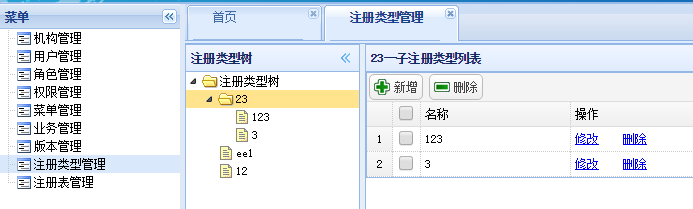 菜单
机构管理
用户管理
角色管理
权限管理
菜单管理
业务管理
版本管理
注册类型管理
注册表管理
首页
注册类型管理
注册类型树
注册类型树
23
123
3
ee1
12
23—子注册类型列表
新增 删除
名称 操作
1 123 修改 删除
2 3 修改 删除